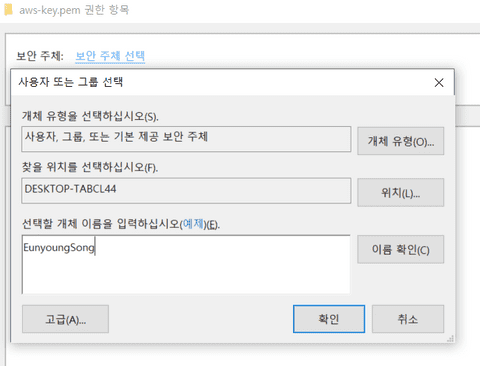 aws-key.pem 권한 항목
보안 주체: 보안 주체 선택
사용자 또는 그룹 선택
개체 유형을 선택하십시오(S).
사용자, 그룹, 또는 기본 제공 보안 주체
개체 유형(O)...
찾을 위치를 선택하십시오(F).
DESKTOP-TABCL44
위치(L)...
선택할 개체 이름을 입력하십시오(예제)(E).
EunyoungSong
이름 확인(C)
고급(A)...
확인
취소